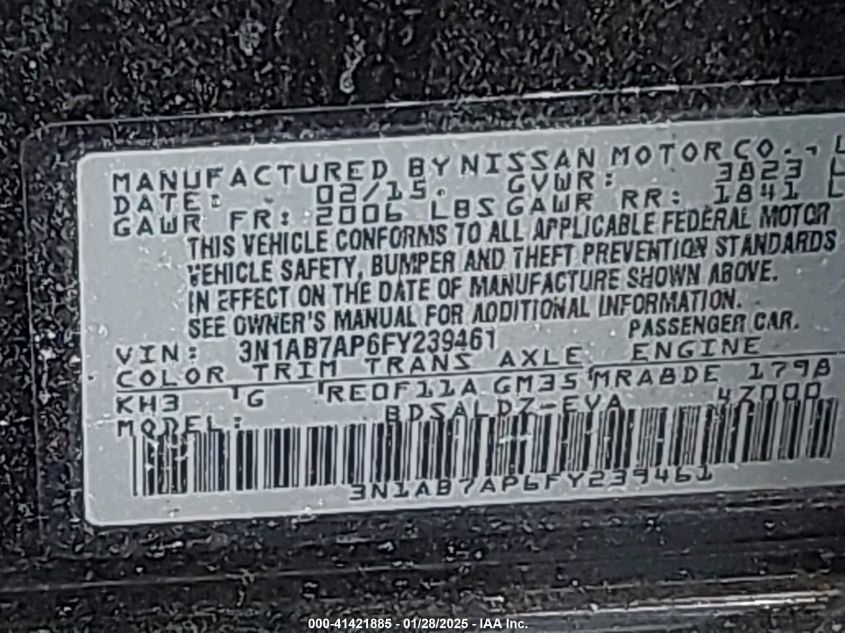 MANUFACTURED BY NISSAN MOTOR CO., L
DATE: 02/15. GVWR: 3823 L
GAWR FR: 2006 LBS GAWR RR: 1841 L
THIS VEHICLE CONFORMS TO ALL APPLICABLE FEDERAL MOTOR
VEHICLE SAFETY, BUMPER AND THEFT PREVENTION STANDARDS
IN EFFECT ON THE DATE OF MANUFACTURE SHOWN ABOVE.
SEE OWNER'S MANUAL FOR ADDITIONAL INFORMATION.
VIN: 3N1AB7AP6FY239461 PASSENGER CAR.
COLOR TRIM TRANS AXLE ENGINE
KH3 G RE0F11A GM35 MRA8DE 1798
MODEL: BDSALDZ-EVA 47000
3N1AB7AP6FY239461
000-41421885 - 01/28/2025 - IAA Inc.